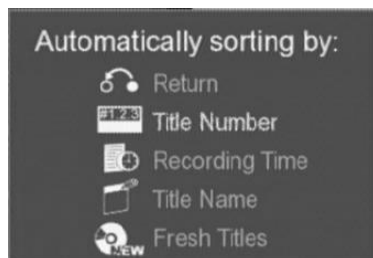 Automatically sorting by:
Return
#1 2 3 Title Number
Recording Time
Title Name
NEW Fresh Titles